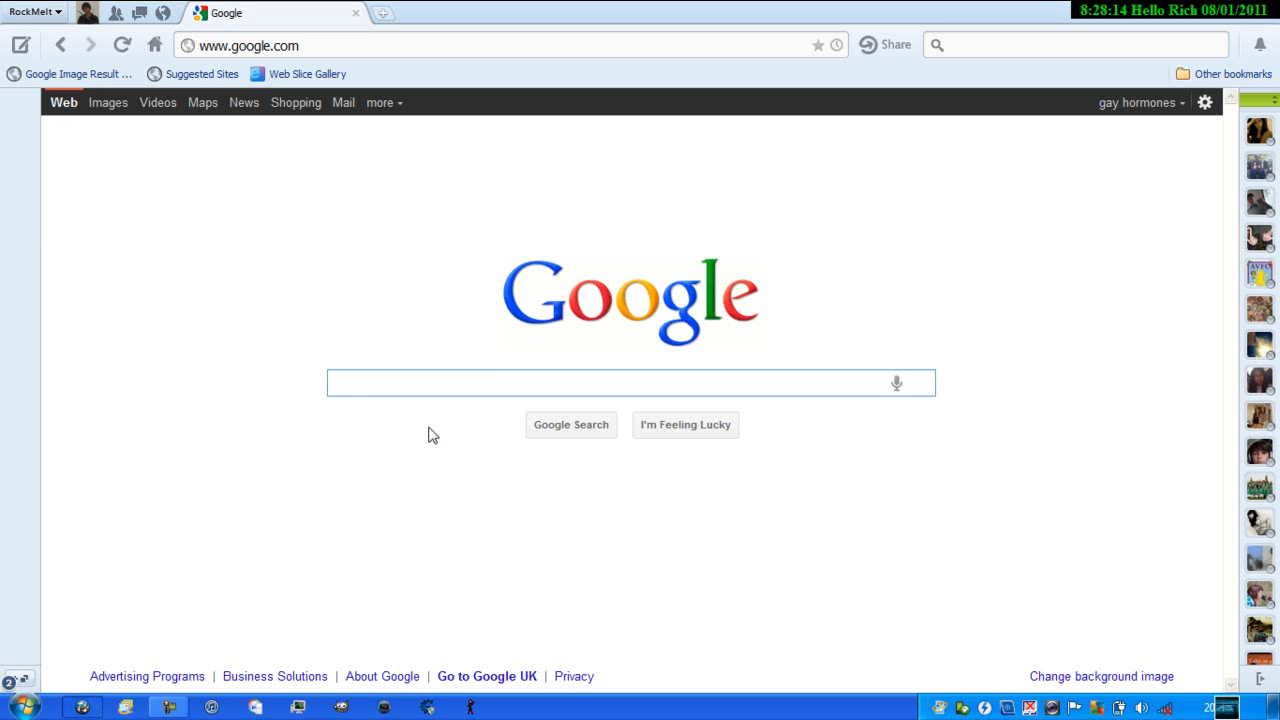 RockMelt
Google
8:28:14 Hello Rich 08/01/2011
www.google.com
Share
Google Image Result ...
Suggested Sites
Web Slice Gallery
Other bookmarks
Web Images Videos Maps News Shopping Mail more
gay hormones
Google
Google Search
I'm Feeling Lucky
Advertising Programs | Business Solutions | About Google | Go to Google UK | Privacy
Change background image
2